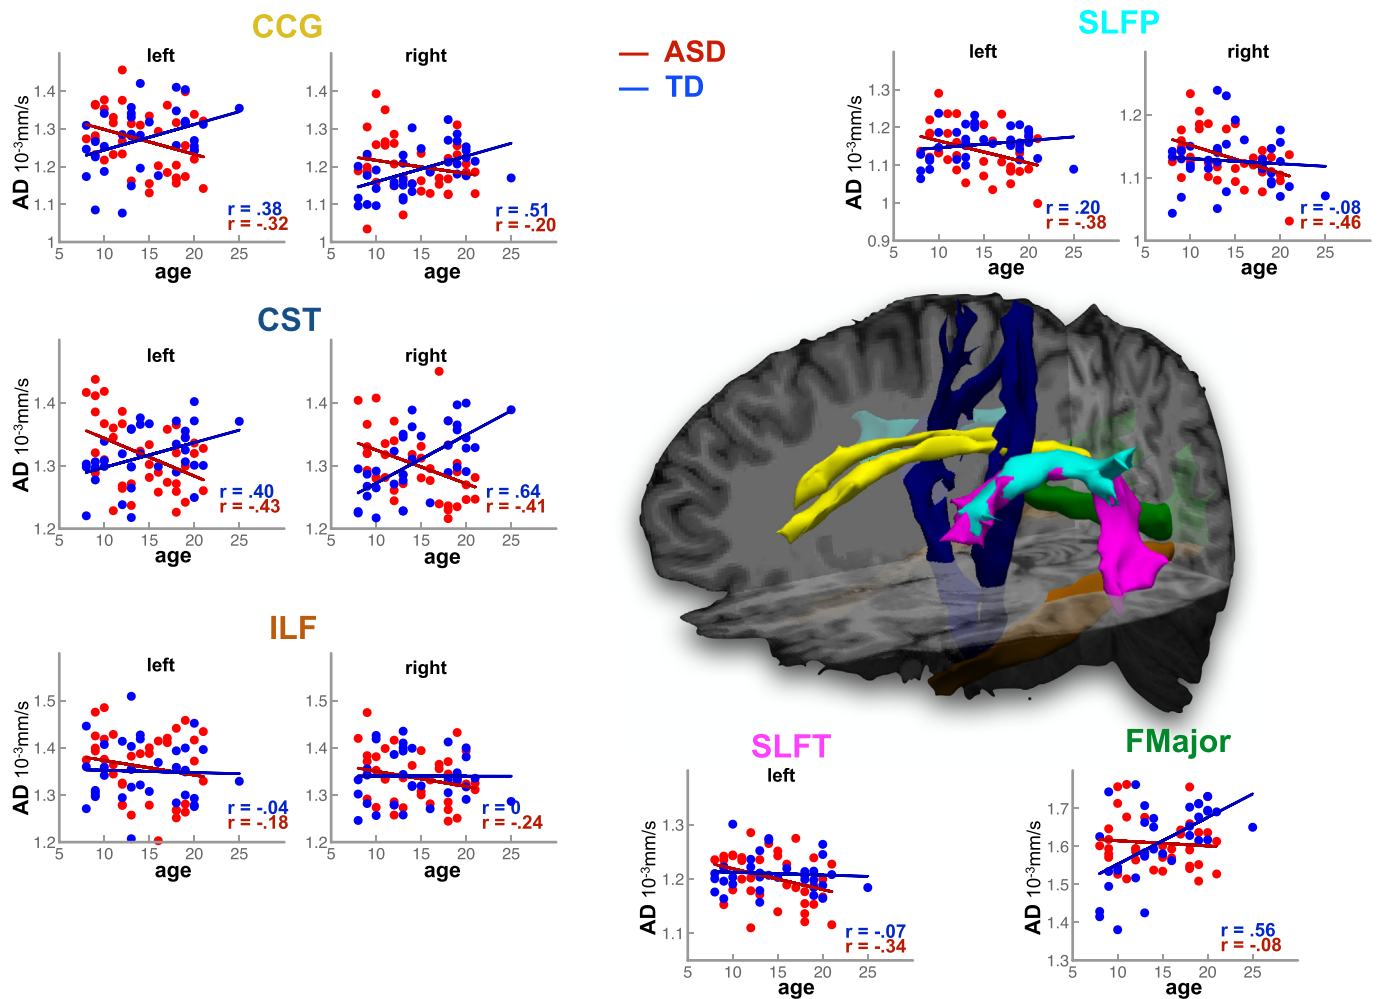 CCG
left
right
AD 10-3mm/s
1.4
1.3
1.2
1.1
1
1.4
1.3
1.2
1.1
1
r = .38
r = -.32
r = .51
r = -.20
5 10 15 20 25
5 10 15 20 25
age
age
ASD
TD
SLFP
left
right
AD 10-3mm/s
1.3
1.2
1.1
1
0.9
1.2
1.1
1
r = .20
r = -.38
r = -.08
r = -.46
5 10 15 20 25
5 10 15 20 25
age
age
CST
left
right
AD 10-3mm/s
1.4
1.3
1.2
1.4
1.3
1.2
r = .40
r = -.43
r = .64
r = -.41
5 10 15 20 25
5 10 15 20 25
age
age
ILF
left
right
AD 10-3mm/s
1.5
1.4
1.3
1.2
1.5
1.4
1.3
1.2
r = -.04
r = -.18
r = 0
r = -.24
5 10 15 20 25
5 10 15 20 25
age
age
SLFT
left
AD 10-3mm/s
1.3
1.2
1.1
r = -.07
r = -.34
5 10 15 20 25
age
FMajor
AD 10-3mm/s
1.7
1.6
1.5
1.4
1.3
r = .56
r = -.08
5 10 15 20 25
age